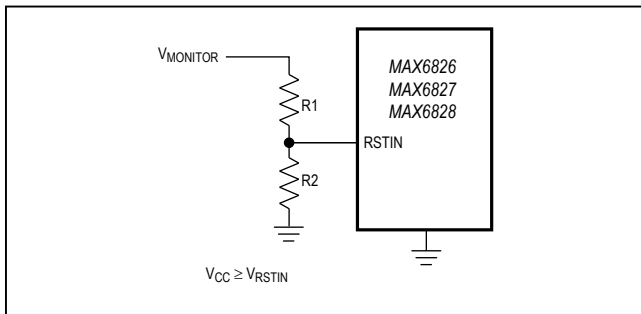 VMONITOR
R1
R2
MAX6826
MAX6827
MAX6828
RSTIN
VCC ≥ VRSTIN